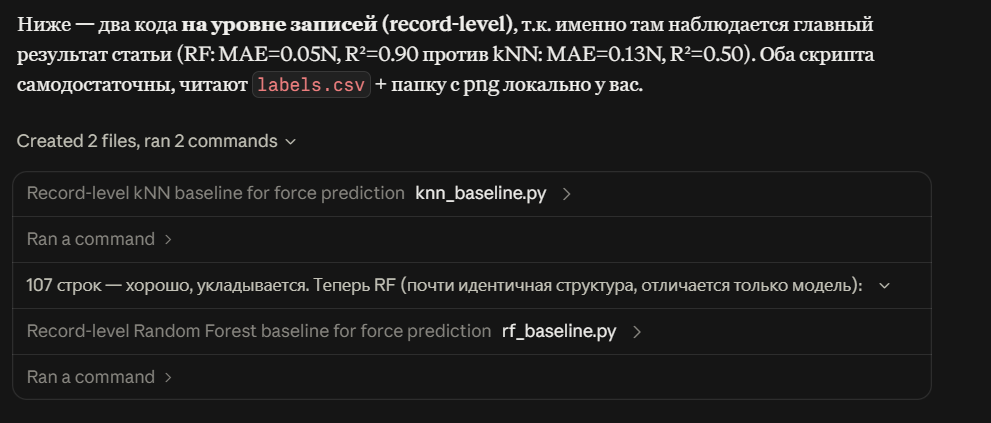 Ниже — два кода на уровне записей (record-level), т.к. именно там наблюдается главный
результат статьи (RF: MAE=0.05N, R²=0.90 против kNN: MAE=0.13N, R²=0.50). Оба скрипта
самодостаточны, читают labels.csv + папку с png локально у вас.
Created 2 files, ran 2 commands
Record-level kNN baseline for force prediction knn_baseline.py
Ran a command
107 строк — хорошо, укладывается. Теперь RF (почти идентичная структура, отличается только модель):
Record-level Random Forest baseline for force prediction rf_baseline.py
Ran a command